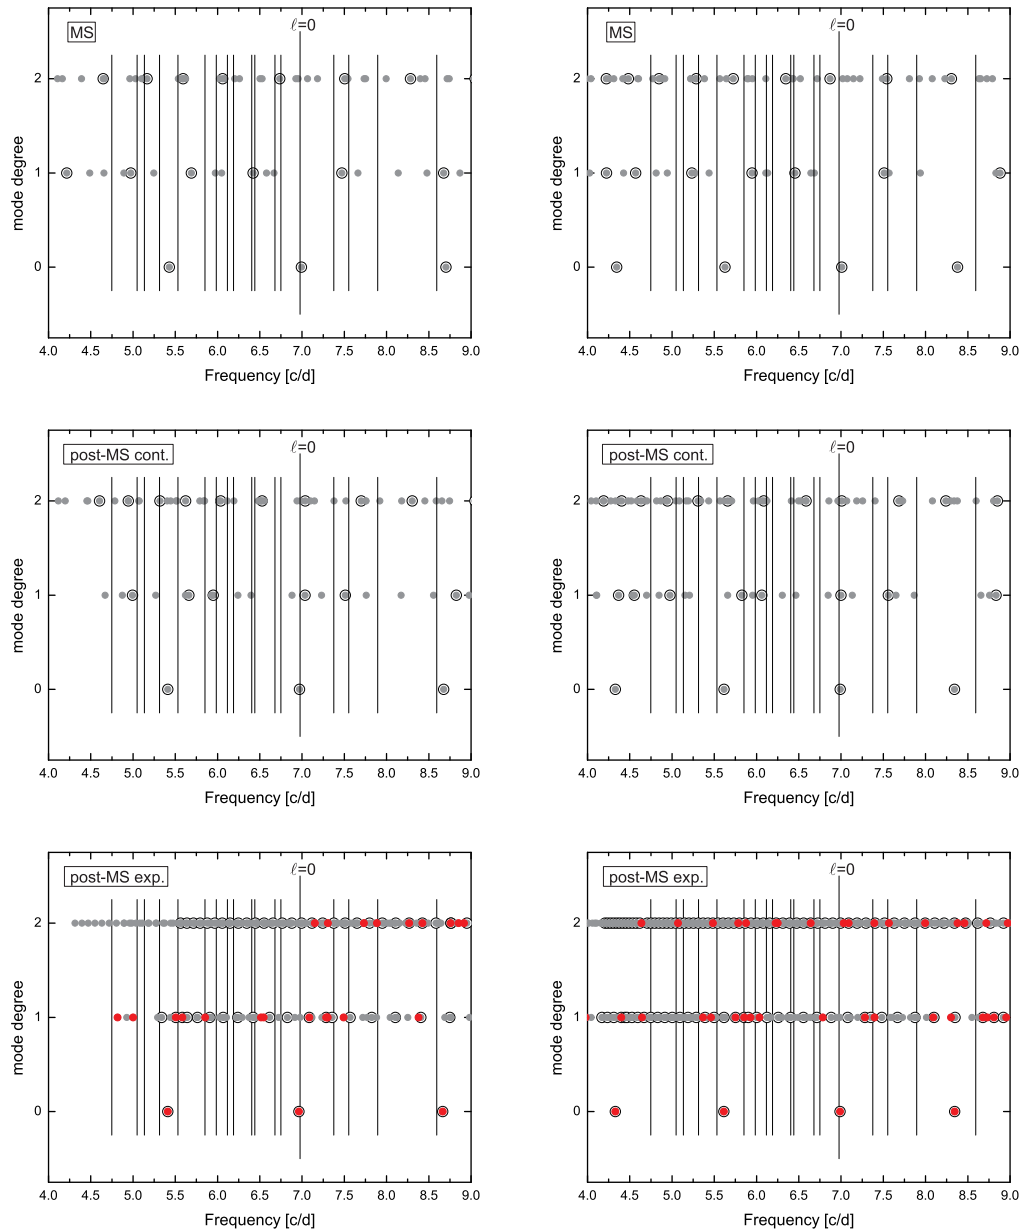 ℓ=0 ℓ=0
MS MS
2 2
mode degree mode degree
1 1
0 0
4.0 4.5 5.0 5.5 6.0 6.5 7.0 7.5 8.0 8.5 9.0 4.0 4.5 5.0 5.5 6.0 6.5 7.0 7.5 8.0 8.5 9.0
Frequency [c/d] Frequency [c/d]
ℓ=0 ℓ=0
post-MS cont. post-MS cont.
2 2
mode degree mode degree
1 1
0 0
4.0 4.5 5.0 5.5 6.0 6.5 7.0 7.5 8.0 8.5 9.0 4.0 4.5 5.0 5.5 6.0 6.5 7.0 7.5 8.0 8.5 9.0
Frequency [c/d] Frequency [c/d]
ℓ=0 ℓ=0
post-MS exp. post-MS exp.
2 2
mode degree mode degree
1 1
0 0
4.0 4.5 5.0 5.5 6.0 6.5 7.0 7.5 8.0 8.5 9.0 4.0 4.5 5.0 5.5 6.0 6.5 7.0 7.5 8.0 8.5 9.0
Frequency [c/d] Frequency [c/d]